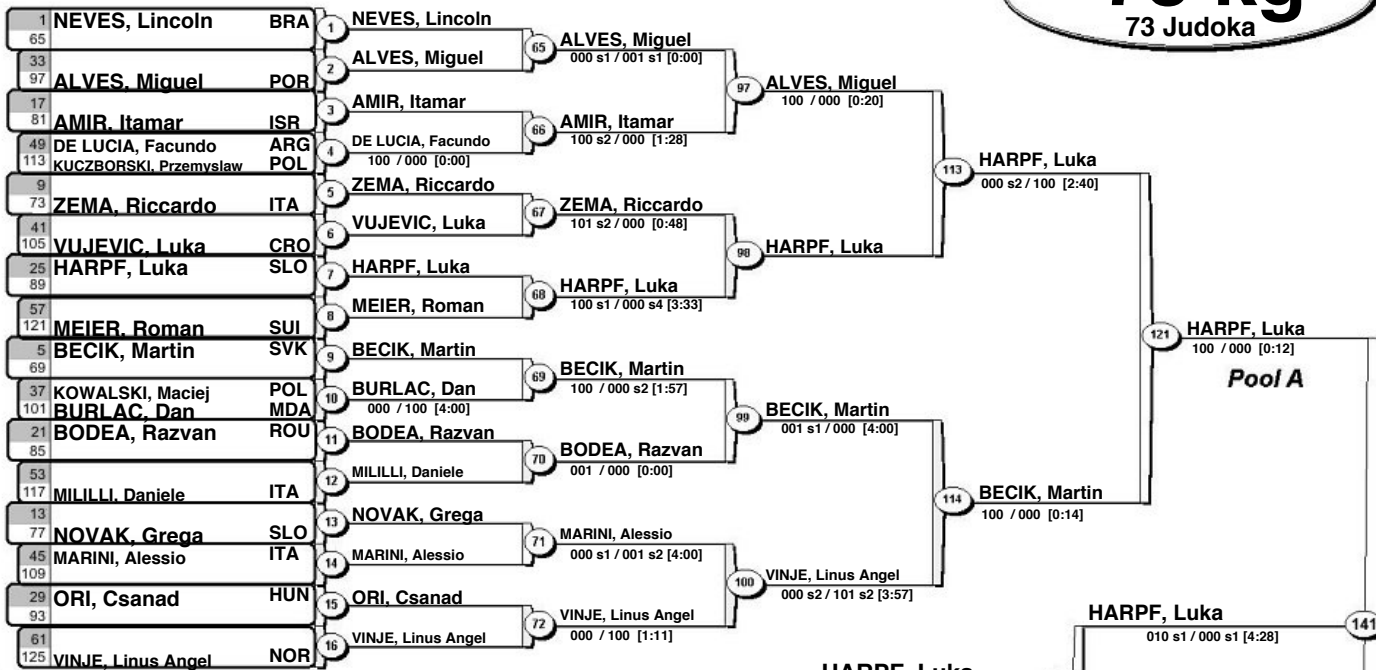 73 Judoka
1 NEVES, Lincoln BRA
65
33
97 ALVES, Miguel POR
17
81 AMIR, Itamar ISR
49 DE LUCIA, Facundo ARG
113 KUCZBORSKI, Przemyslaw POL
9
73 ZEMA, Riccardo ITA
41
105 VUJEVIC, Luka CRO
25 HARPF, Luka SLO
89
57
121 MEIER, Roman SUI
5 BECIK, Martin SVK
69
37 KOWALSKI, Maciej POL
101 BURLAC, Dan MDA
21 BODEA, Razvan ROU
85
53
117 MILILLI, Daniele ITA
13
77 NOVAK, Grega SLO
45 MARINI, Alessio ITA
109
29 ORI, Csanad HUN
93
61
125 VINJE, Linus Angel NOR
1 NEVES, Lincoln
2 ALVES, Miguel
3 AMIR, Itamar
4 DE LUCIA, Facundo
100 / 000 [0:00]
5 ZEMA, Riccardo
6 VUJEVIC, Luka
7 HARPF, Luka
8 MEIER, Roman
9 BECIK, Martin
10 BURLAC, Dan
000 / 100 [4:00]
11 BODEA, Razvan
12 MILILLI, Daniele
13 NOVAK, Grega
14 MARINI, Alessio
15 ORI, Csanad
16 VINJE, Linus Angel
65 ALVES, Miguel
000 s1 / 001 s1 [0:00]
66 AMIR, Itamar
100 s2 / 000 [1:28]
67 ZEMA, Riccardo
101 s2 / 000 [0:48]
68 HARPF, Luka
100 s1 / 000 s4 [3:33]
69 BECIK, Martin
100 / 000 s2 [1:57]
70 BODEA, Razvan
001 / 000 [0:00]
71 MARINI, Alessio
000 s1 / 001 s2 [4:00]
72 VINJE, Linus Angel
000 / 100 [1:11]
97 ALVES, Miguel
100 / 000 [0:20]
98 HARPF, Luka
99 BECIK, Martin
001 s1 / 000 [4:00]
100 VINJE, Linus Angel
000 s2 / 101 s2 [3:57]
113 HARPF, Luka
000 s2 / 100 [2:40]
114 BECIK, Martin
100 / 000 [0:14]
121 HARPF, Luka
100 / 000 [0:12]
Pool A
HARPF, Luka
010 s1 / 000 s1 [4:28]
141
HARPF, Luka